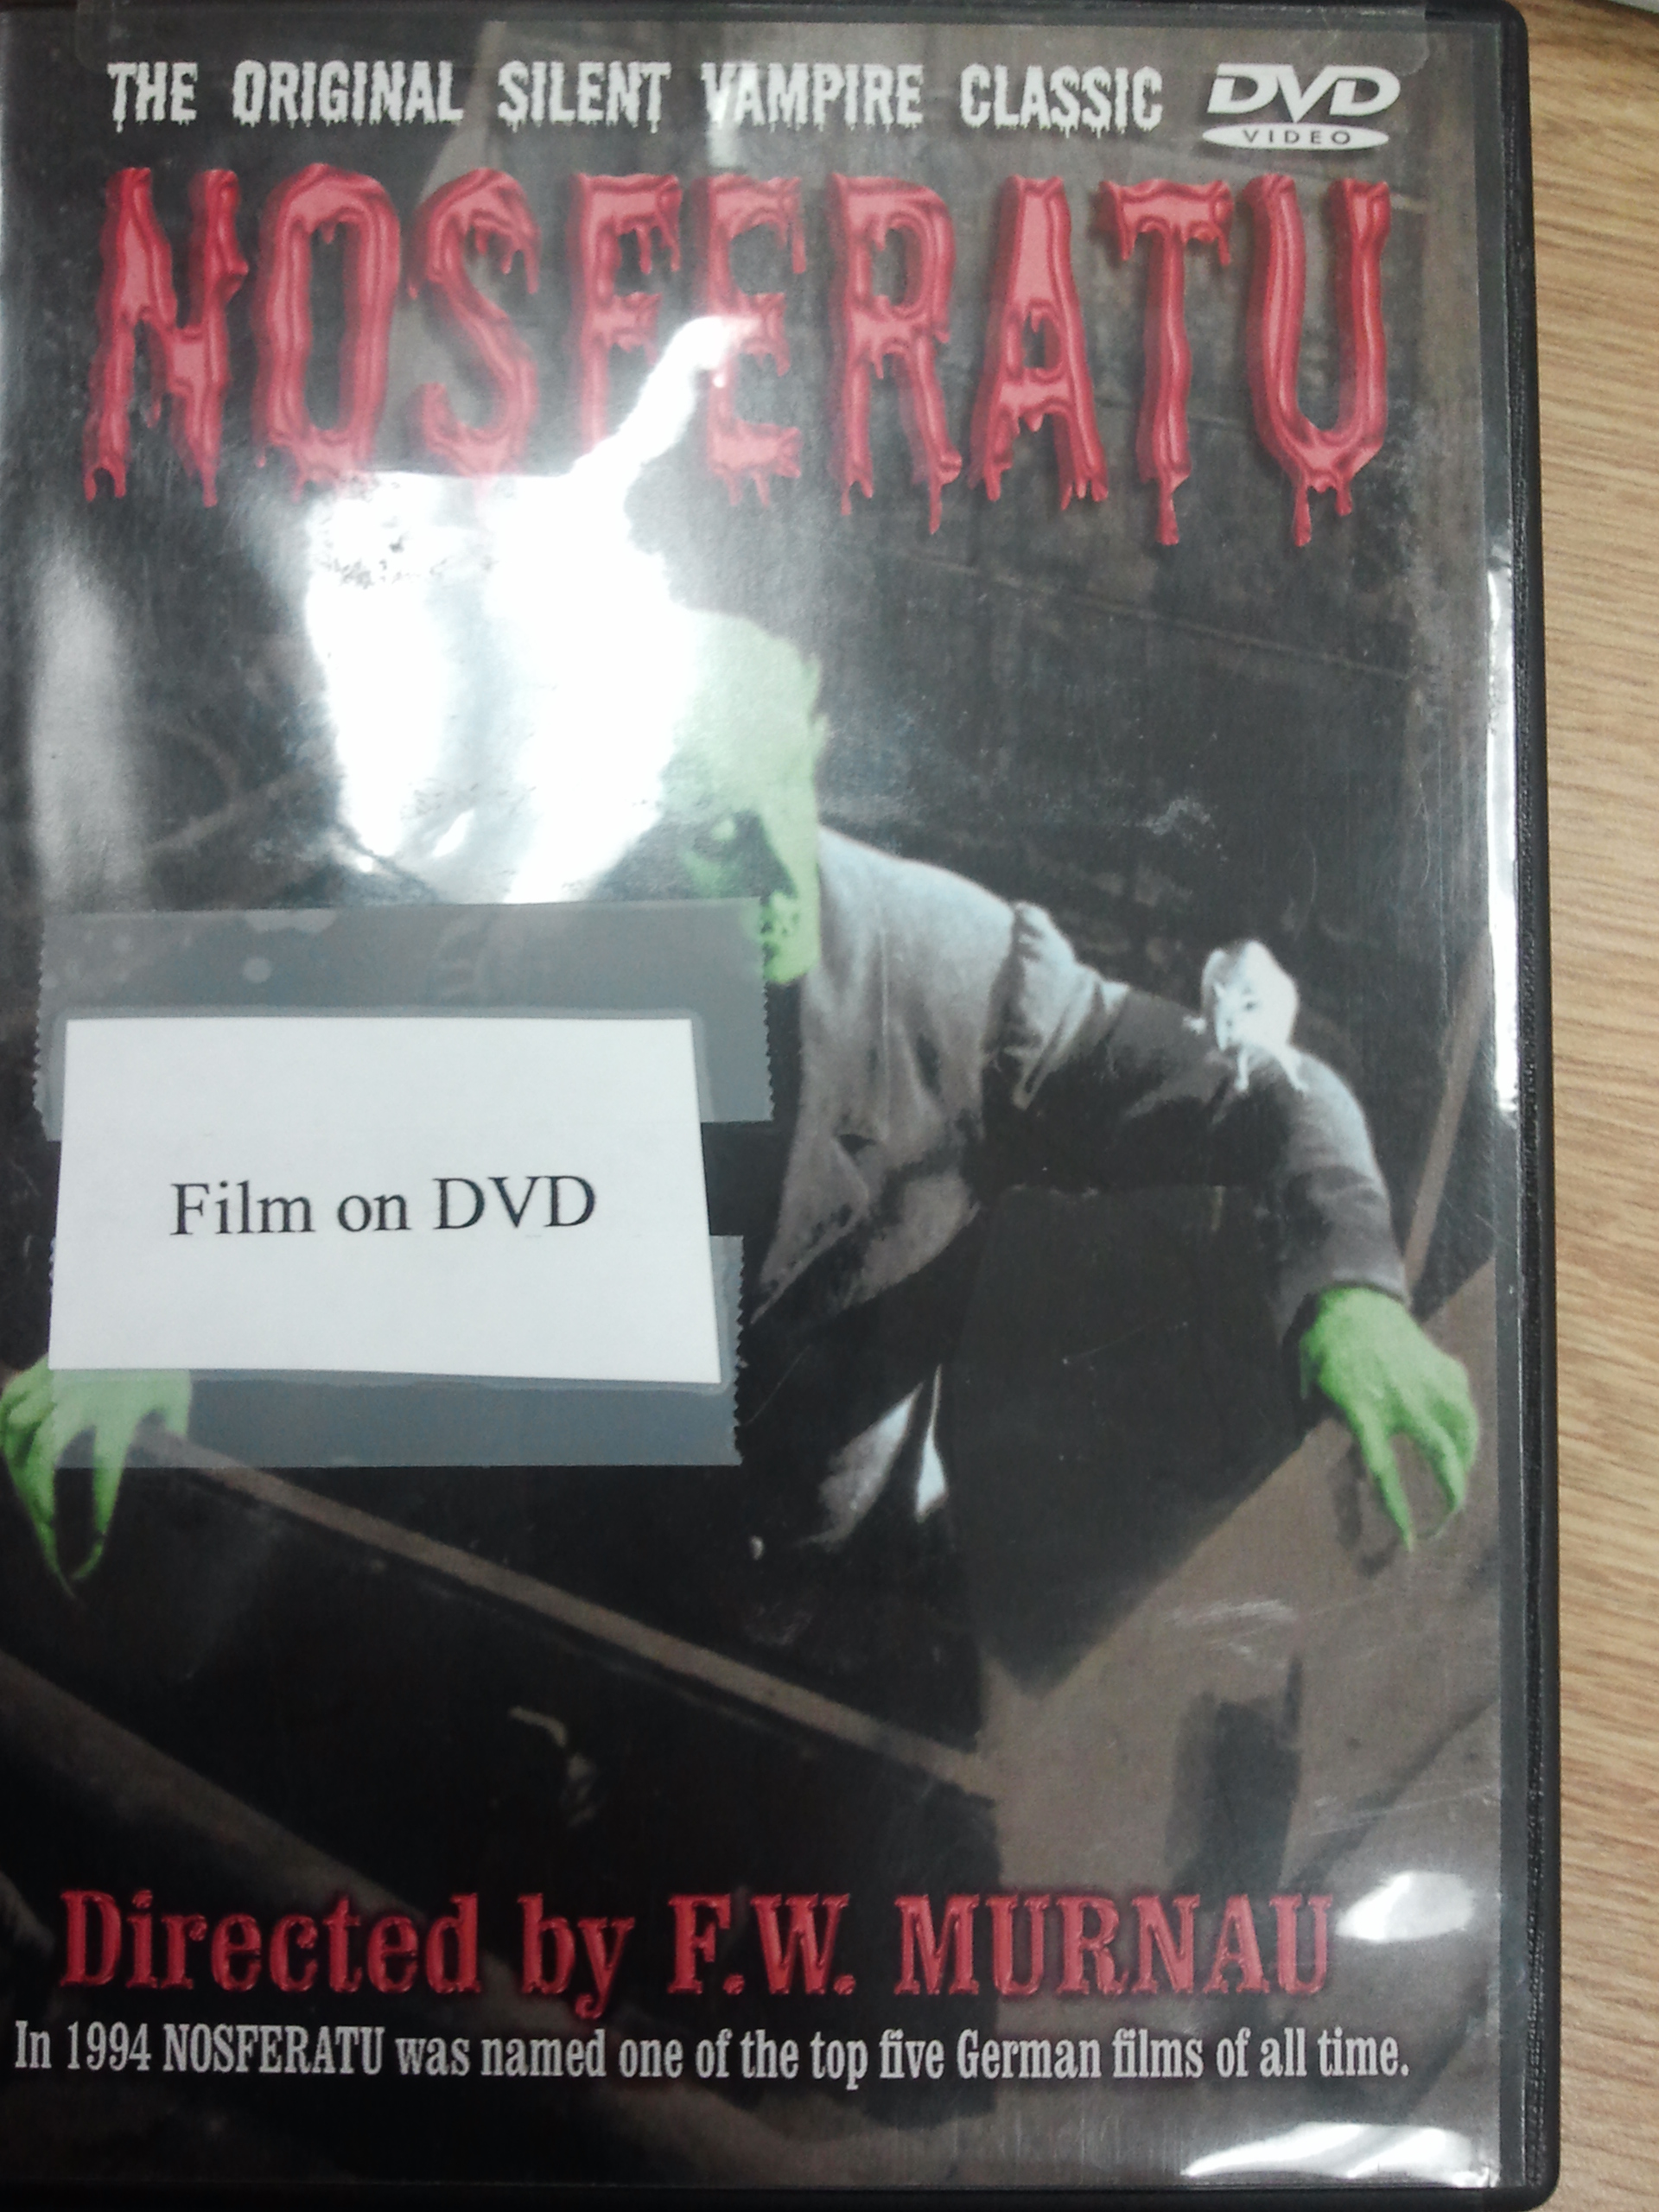 THE ORIGINAL SILENT VAMPIRE CLASSIC DVD
VIDEO
NOSFERATU
Film on DVD
Directed by F.W. MURNAU
In 1994 NOSFERATU was named one of the top five German films of all time.